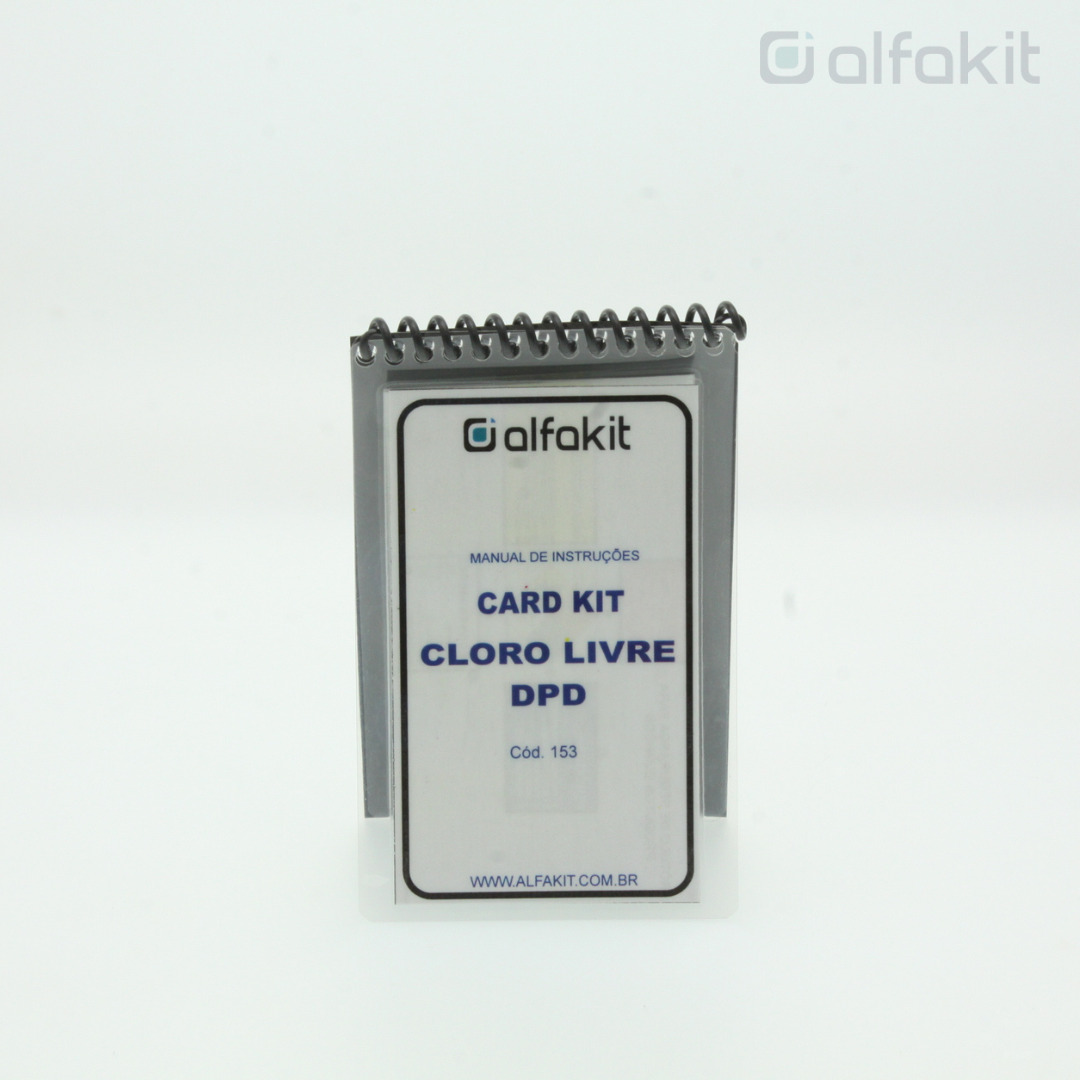 alfakit
alfakit
MANUAL DE INSTRUÇÕES
CARD KIT
CLORO LIVRE
DPD
Cód. 153
WWW.ALFAKIT.COM.BR